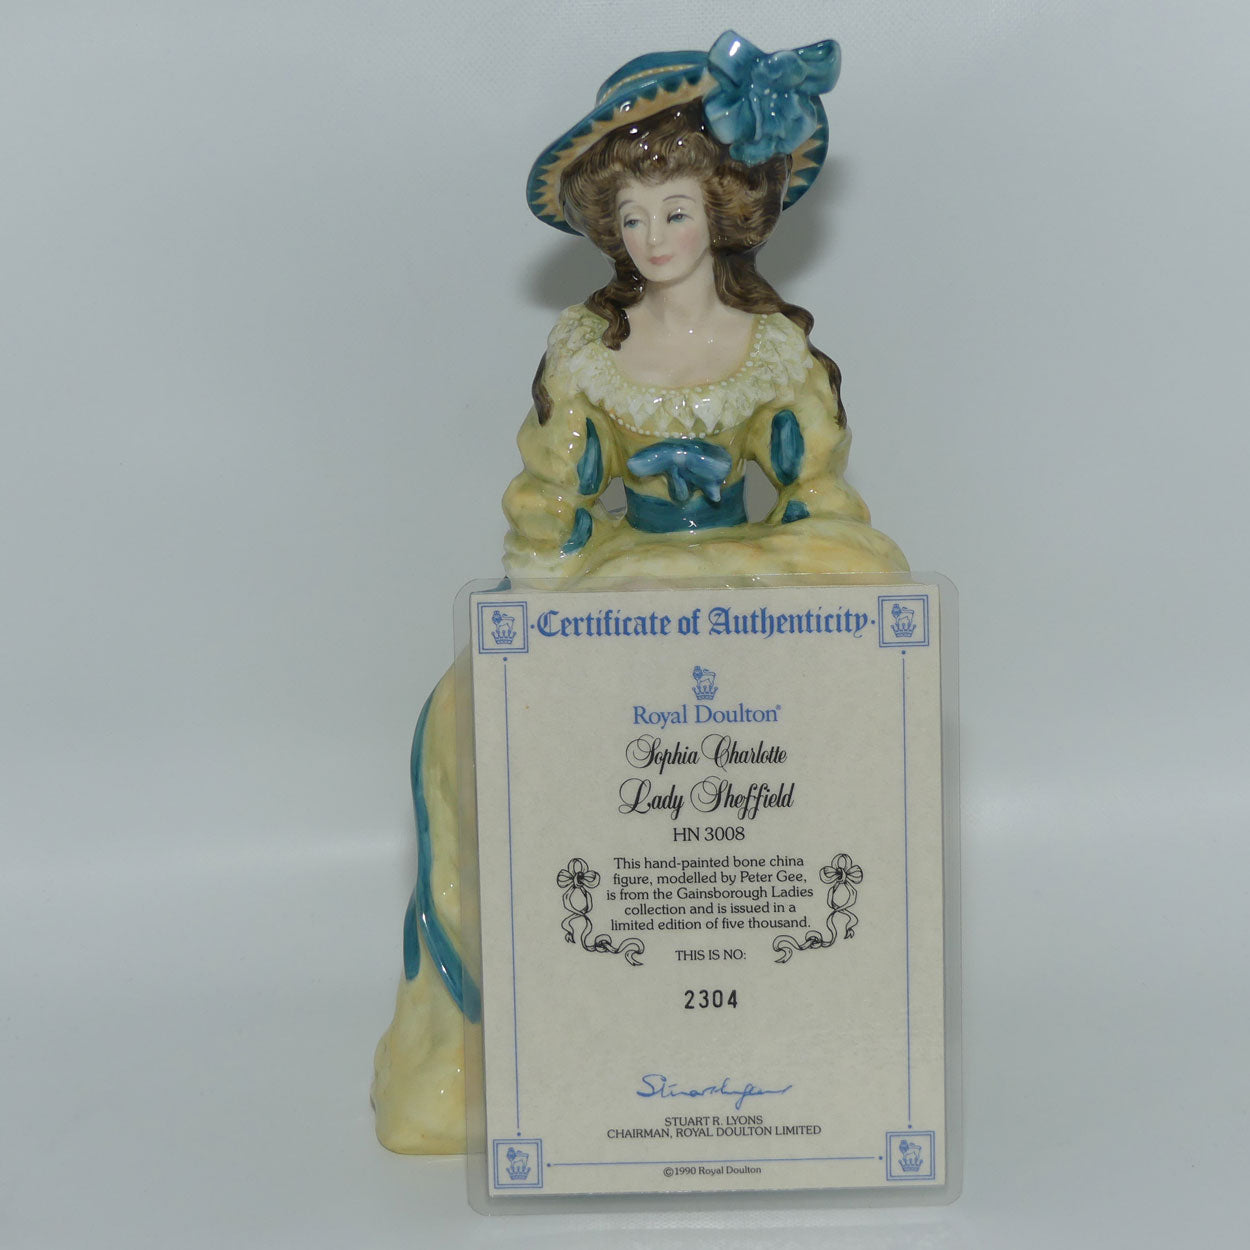 ·Certificate of Authenticity·
Royal Doulton®
Sophia Charlotte
Lady Sheffield
HN 3008
This hand-painted bone china
figure, modelled by Peter Gee,
is from the Gainsborough Ladies
collection and is issued in a
limited edition of five thousand.
THIS IS NO:
2304
STUART R. LYONS
CHAIRMAN, ROYAL DOULTON LIMITED
©1990 Royal Doulton